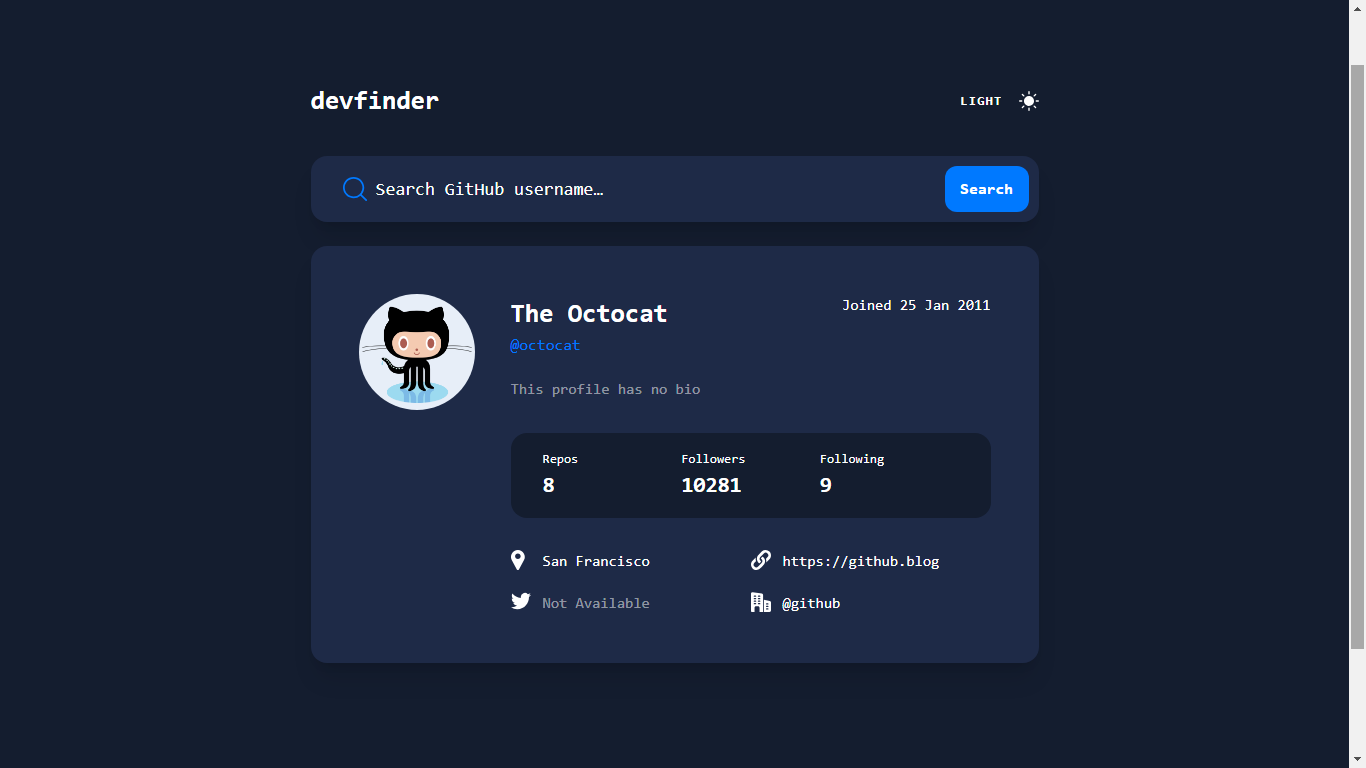 devfinder
LIGHT
Search GitHub username…
Search
The Octocat
Joined 25 Jan 2011
@octocat
This profile has no bio
Repos Followers Following
8 10281 9
San Francisco
https://github.blog
Not Available
@github